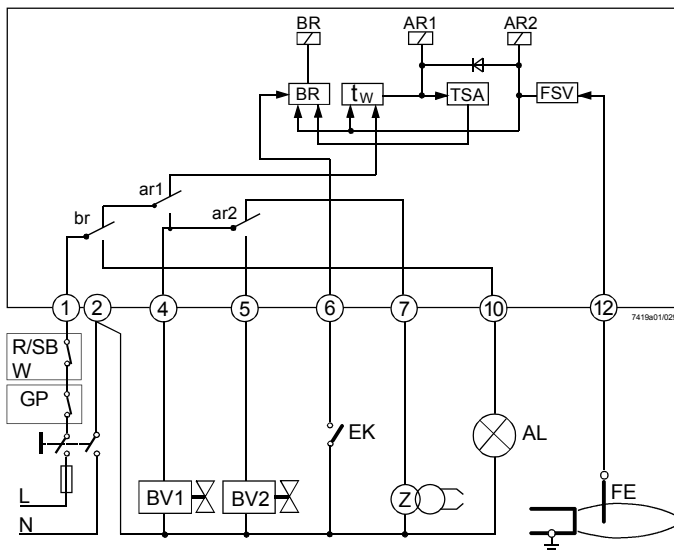 BR AR1 AR2
BR tw TSA FSV
ar1
br ar2
1 2 4 5 6 7 10 12
7419a01/029
R/SB
W
GP
EK
AL
L
BV1 BV2 Z FE
N